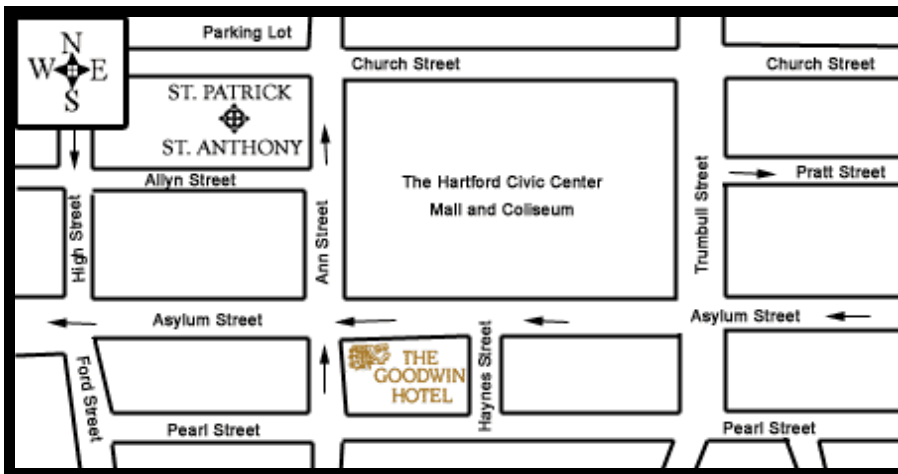 N
W E
S
Parking Lot
Church Street
Church Street
ST. PATRICK
ST. ANTHONY
Allyn Street
The Hartford Civic Center
Mall and Coliseum
Pratt Street
High Street
Ann Street
Trumbull Street
Asylum Street
Asylum Street
THE
GOODWIN
HOTEL
Haynes Street
Ford Street
Pearl Street
Pearl Street